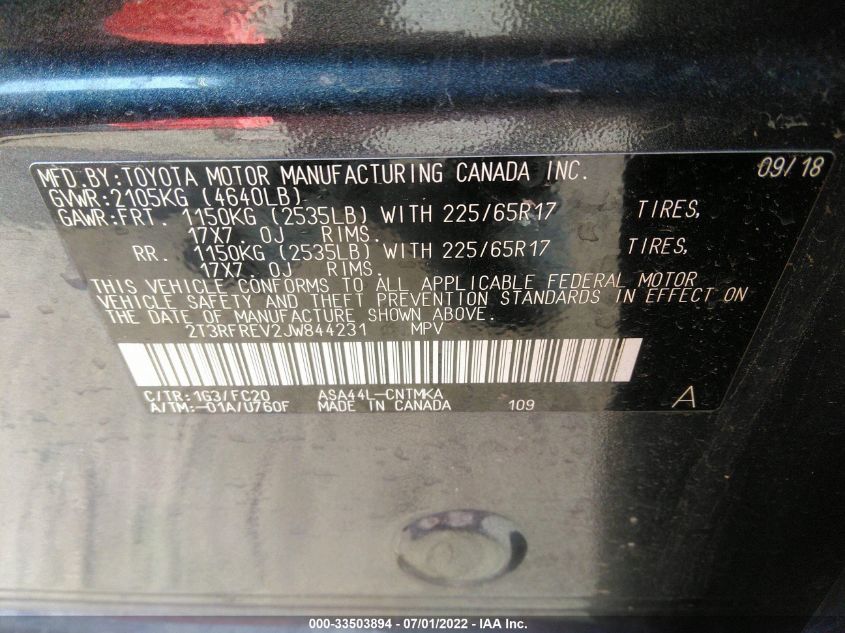 MFD.BY:TOYOTA MOTOR MANUFACTURING CANADA INC. 09/18
GVWR:2105KG (4640LB)
GAWR:FRT. 1150KG (2535LB) WITH 225/65R17 TIRES,
17X7.0J RIMS.
RR. 1150KG (2535LB) WITH 225/65R17 TIRES,
17X7.0J RIMS.
THIS VEHICLE CONFORMS TO ALL APPLICABLE FEDERAL MOTOR
VEHICLE SAFETY AND THEFT PREVENTION STANDARDS IN EFFECT ON
THE DATE OF MANUFACTURE SHOWN ABOVE.
2T3RFREV2JW844231 MPV
C/TR:1G3/FC20 ASA44L-CNTMKA
A/TM:-01A/U760F MADE IN CANADA 109 A
000-33503894 - 07/01/2022 - IAA Inc.